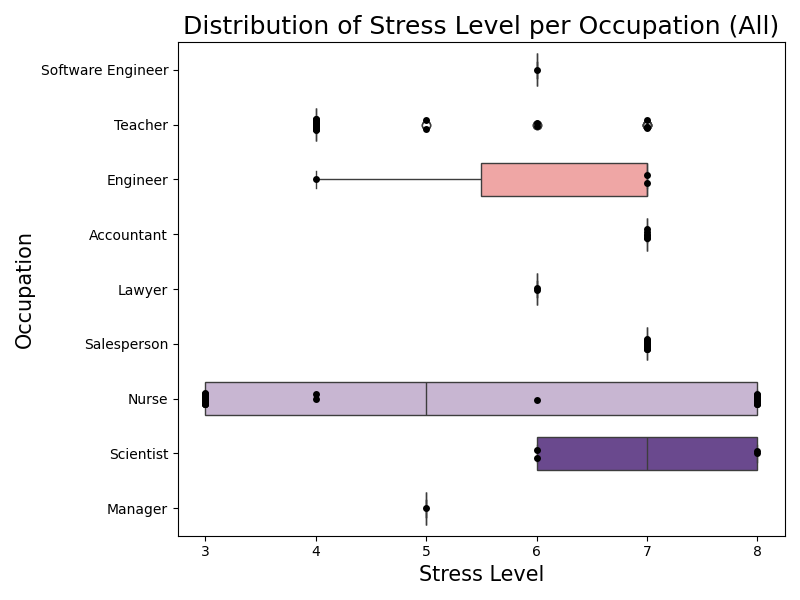 Distribution of Stress Level per Occupation (All)
Software Engineer
Teacher
Engineer
Accountant
Lawyer
Salesperson
Nurse
Scientist
Manager
Occupation
3 4 5 6 7 8
Stress Level